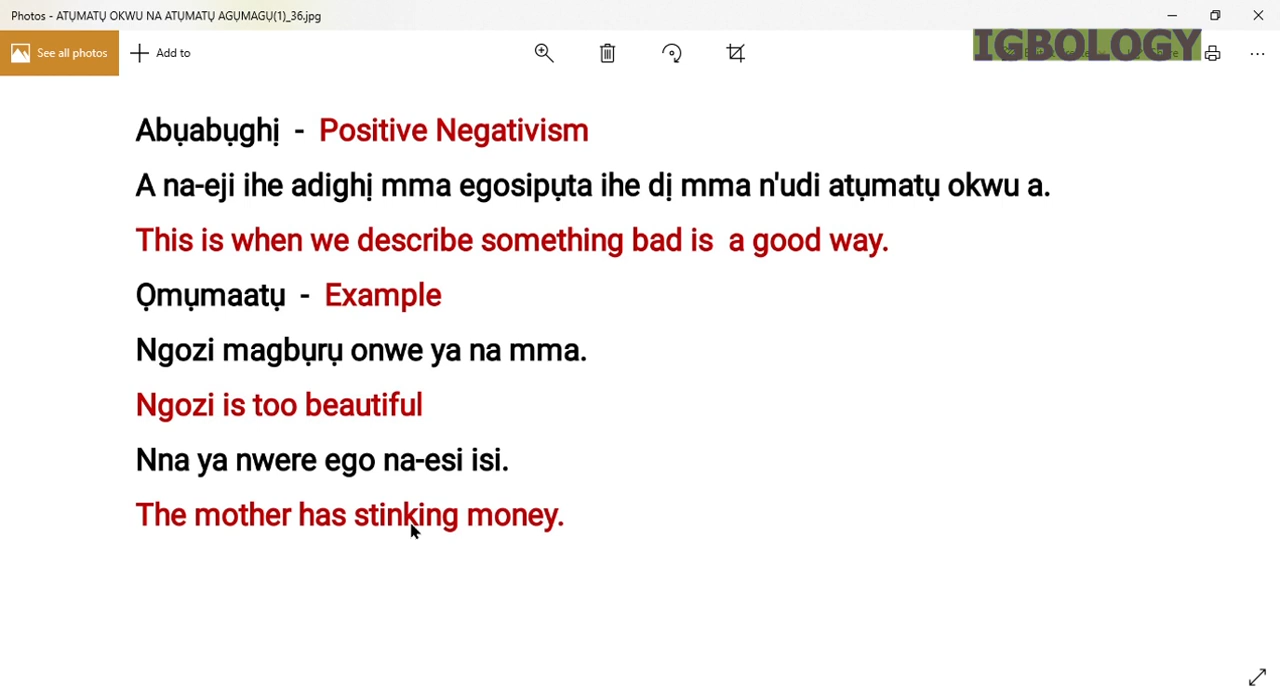 Photos - ATỤMATỤ OKWU NA ATỤMATỤ AGỤMAGỤ(1)_36.jpg
See all photos
Add to
IGBOLOGY
Abụabụghị - Positive Negativism
A na-eji ihe adighị mma egosipụta ihe dị mma n'udi atụmatụ okwu a.
This is when we describe something bad is a good way.
Ọmụmaatụ - Example
Ngozi magbụrụ onwe ya na mma.
Ngozi is too beautiful
Nna ya nwere ego na-esi isi.
The mother has stinking money.